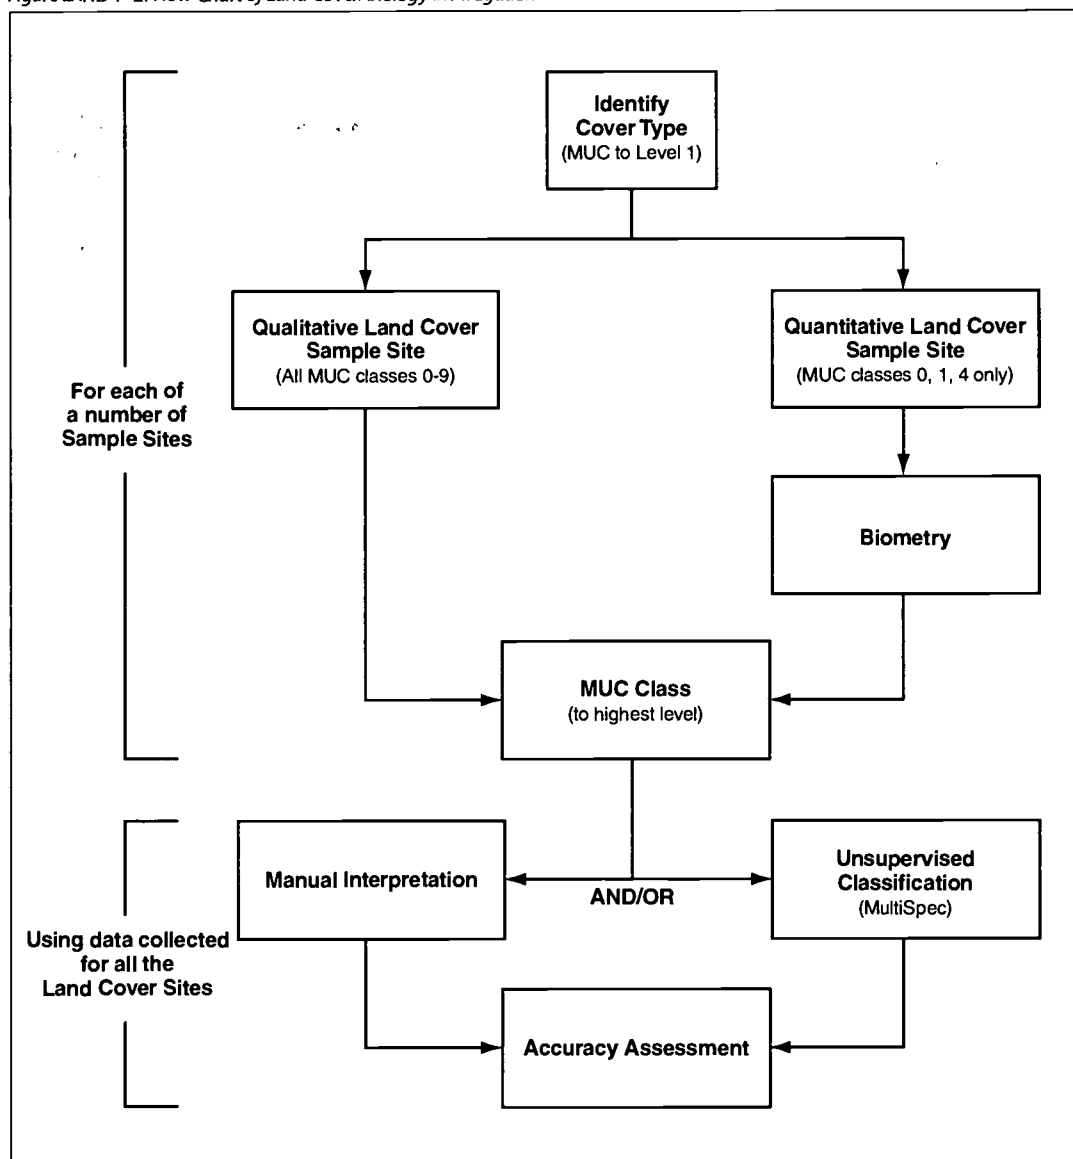 Identify
Cover Type
(MUC to Level 1)
Qualitative Land Cover
Sample Site
(All MUC classes 0-9)
Quantitative Land Cover
Sample Site
(MUC classes 0, 1, 4 only)
For each of
a number of
Sample Sites
Biometry
MUC Class
(to highest level)
Manual Interpretation
AND/OR
Unsupervised
Classification
(MultiSpec)
Using data collected
for all the
Land Cover Sites
Accuracy Assessment